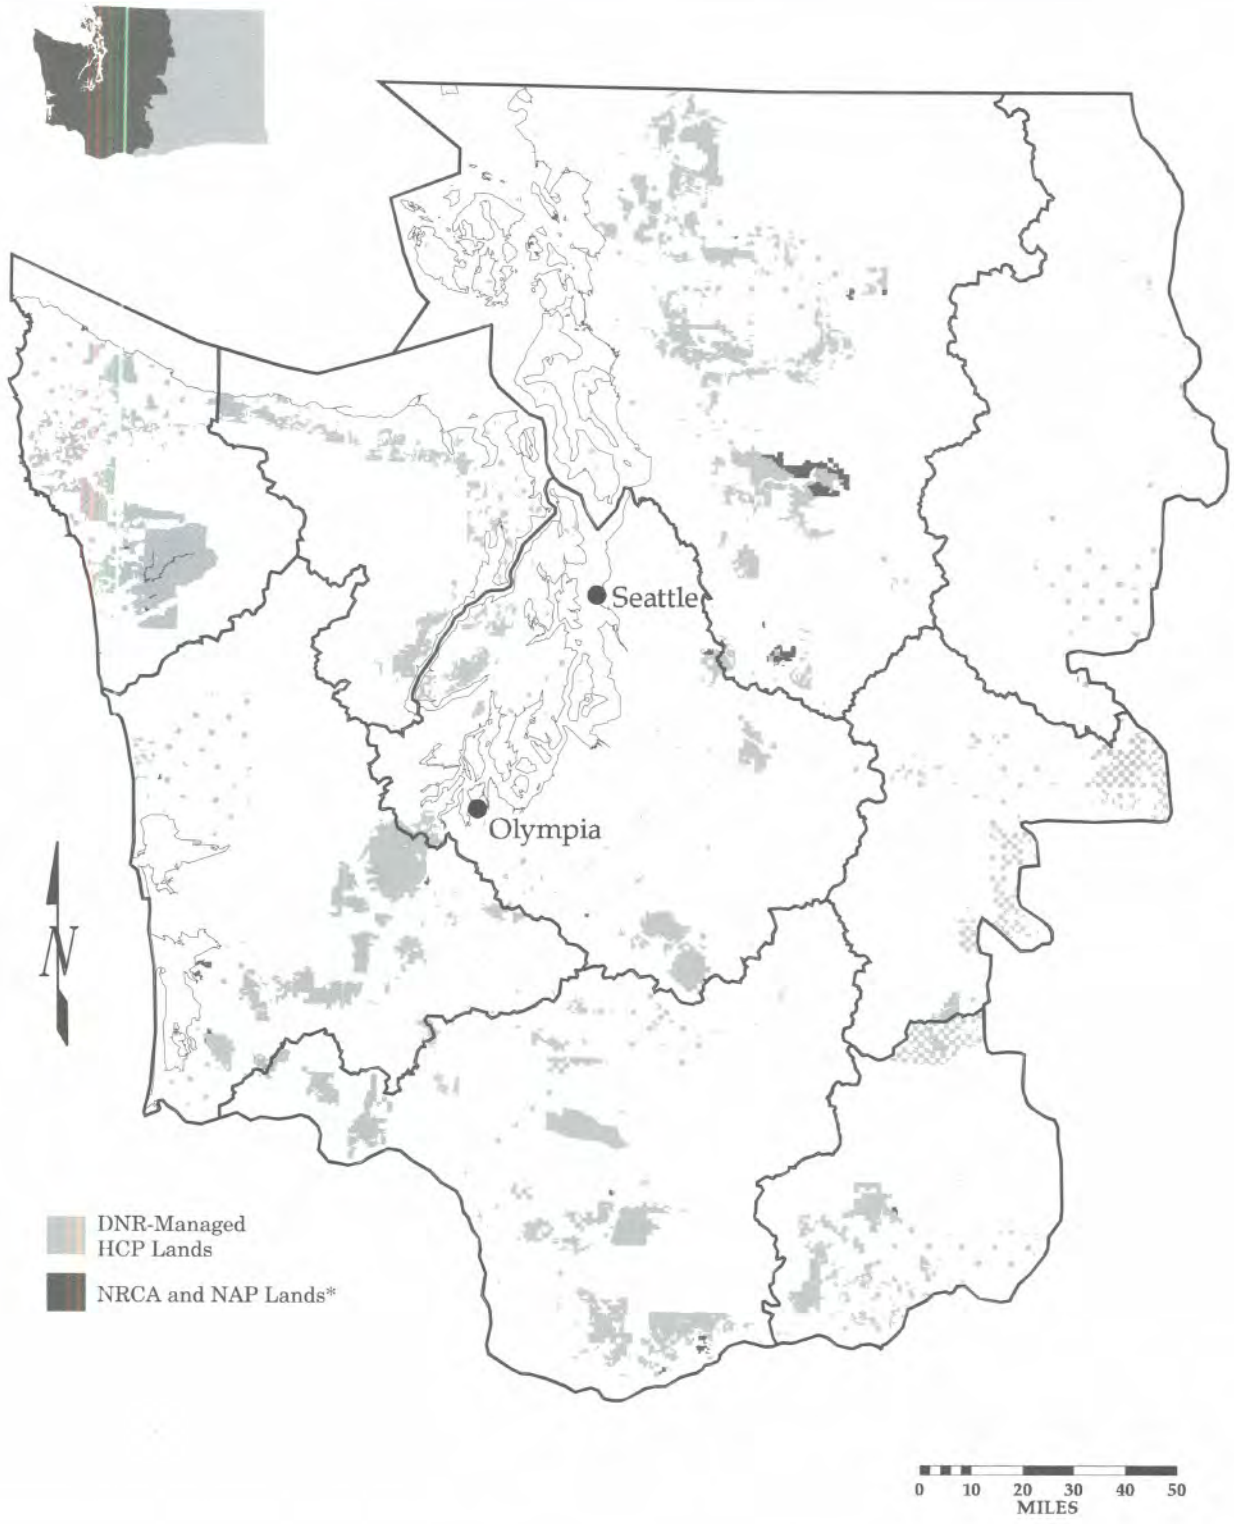 Seattle
Olympia
N
DNR-Managed
HCP Lands
NRCA and NAP Lands*
0 10 20 30 40 50
MILES